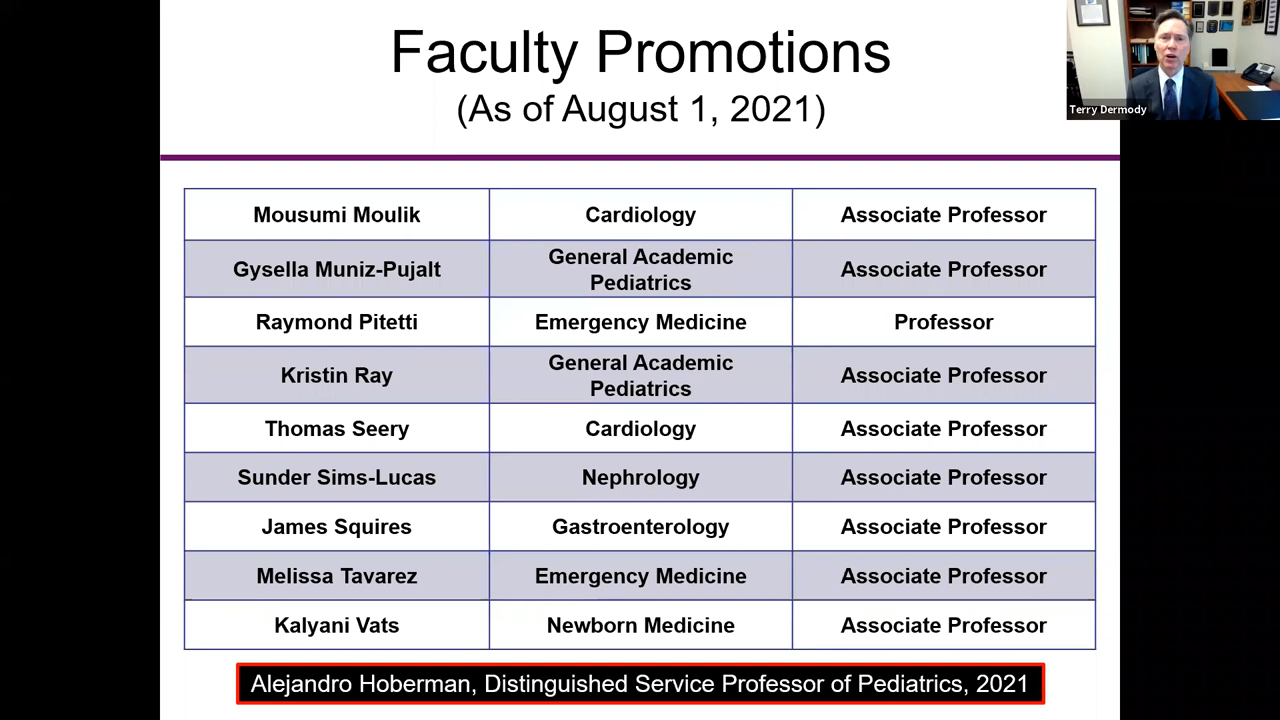 Faculty Promotions
(As of August 1, 2021)
Terry Dermody
Mousumi Moulik Cardiology Associate Professor
Gysella Muniz-Pujalt General Academic Pediatrics Associate Professor
Raymond Pitetti Emergency Medicine Professor
Kristin Ray General Academic Pediatrics Associate Professor
Thomas Seery Cardiology Associate Professor
Sunder Sims-Lucas Nephrology Associate Professor
James Squires Gastroenterology Associate Professor
Melissa Tavarez Emergency Medicine Associate Professor
Kalyani Vats Newborn Medicine Associate Professor
Alejandro Hoberman, Distinguished Service Professor of Pediatrics, 2021